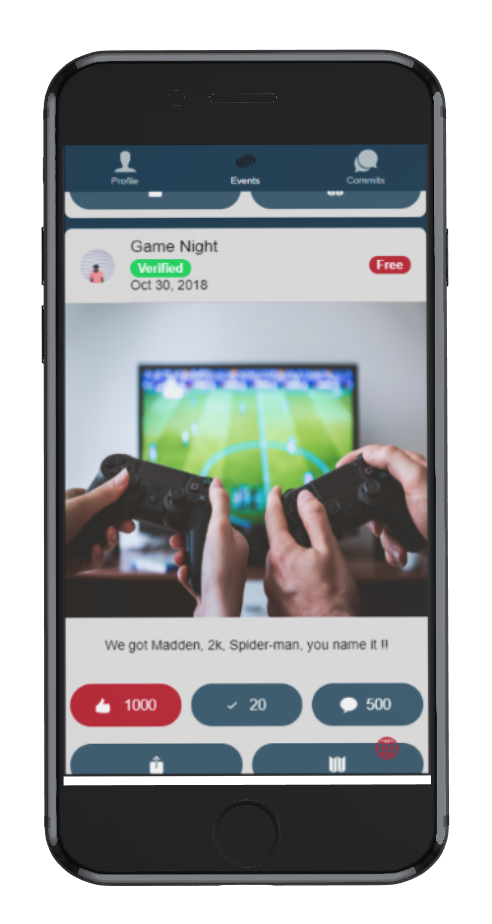 Profile
Events
Commits
Game Night
Verified
Free
Oct 30, 2018
We got Madden, 2k, Spider-man, you name it !!
1000
20
500